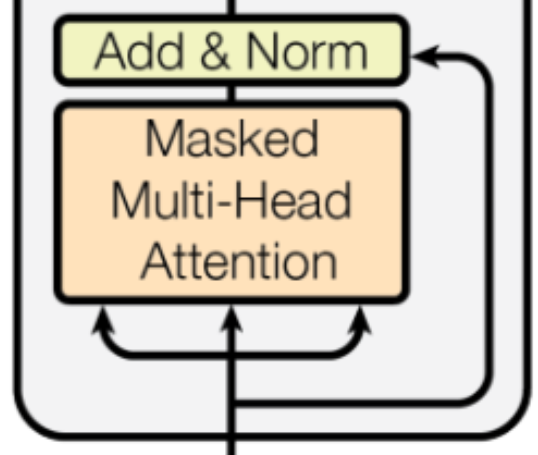 Add & Norm
Masked
Multi-Head
Attention